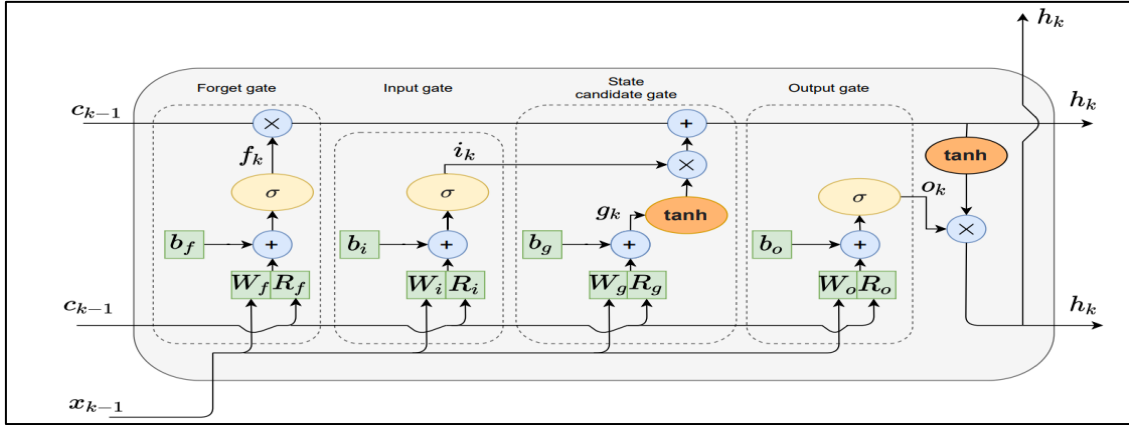 h_k
Forget gate
Input gate
State
candidate gate
Output gate
c_{k-1}
×
+
h_k
f_k
i_k
×
tanh
σ
σ
g_k
tanh
σ
o_k
×
b_f
+
b_i
+
b_g
+
b_o
+
W_f R_f
W_i R_i
W_g R_g
W_o R_o
c_{k-1}
h_k
x_{k-1}